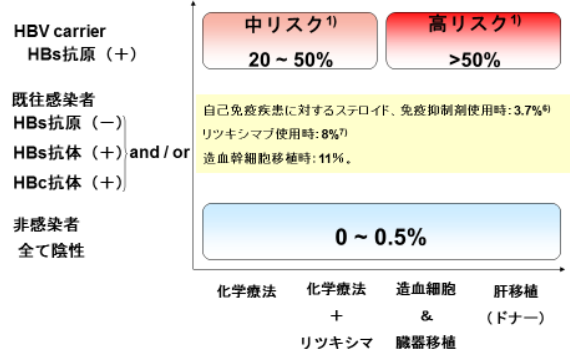 HBV carrier
HBs抗原(+)
中リスク1)
20 ~ 50%
高リスク1)
>50%
既往感染者
HBs抗原(-)
HBs抗体(+)
HBc抗体(+)
and / or
自己免疫疾患に対するステロイド、免疫抑制剤使用時:3.7%6)
リツキシマブ使用時:8%7)
造血幹細胞移植時:11%。
非感染者
全て陰性
0 ~ 0.5%
化学療法
化学療法
+
リツキシマ
造血細胞
&
臓器移植
肝移植
(ドナー)